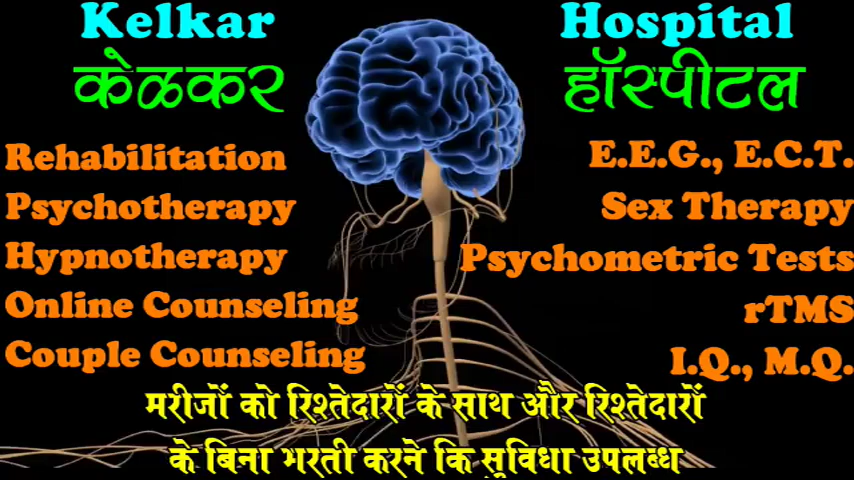 Kelkar Hospital
केळकर हॉस्पीटल
Rehabilitation
Psychotherapy
Hypnotherapy
Online Counseling
Couple Counseling
E.E.G., E.C.T.
Sex Therapy
Psychometric Tests
rTMS
I.Q., M.Q.
मरीजों को रिश्तेदारों के साथ और रिश्तेदारों
के बिना भरती करने कि सुविधा उपलब्ध